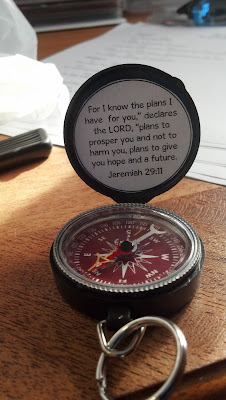 For I know the plans I
have for you," declares
the LORD, "plans to
prosper you and not to
harm you, plans to give
you hope and a future.
Jeremiah 29:11